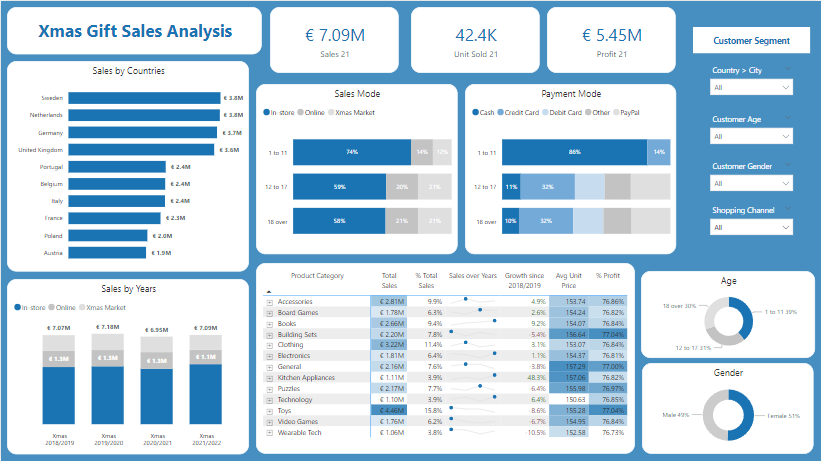 Xmas Gift Sales Analysis
€ 7.09M
Sales 21
42.4K
Unit Sold 21
€ 5.45M
Profit 21
Customer Segment
Country > City
All
Customer Age
All
Customer Gender
All
Shopping Channel
All
Sales by Countries
Sweden € 3.8M
Netherlands € 3.8M
Germany € 3.7M
United Kingdom € 3.6M
Portugal € 2.4M
Belgium € 2.4M
Italy € 2.4M
France € 2.3M
Poland € 2.0M
Austria € 1.9M
Sales Mode
In-store Online Xmas Market
1 to 11 74% 14% 12%
12 to 17 59% 20% 21%
18 over 58% 21% 21%
Payment Mode
Cash Credit Card Debit Card Other PayPal
1 to 11 86% 14%
12 to 17 11% 32%
18 over 10% 32%
Sales by Years
In-store Online Xmas Market
€ 7.07M € 7.18M € 6.95M € 7.09M
€ 1.3M € 1.3M € 1.3M € 1.1M
Xmas 2018/2019
Xmas 2019/2020
Xmas 2020/2021
Xmas 2021/2022
Product Category Total Sales % Total Sales Sales over Years Growth since 2018/2019 Avg Unit Price % Profit
Accessories € 2.81M 9.9% 4.9% 153.74 76.86%
Board Games € 1.78M 6.3% 2.6% 154.24 76.82%
Books € 2.66M 9.4% 9.2% 154.07 76.84%
Building Sets € 2.20M 7.8% 5.4% 156.64 77.04%
Clothing € 3.22M 11.4% 3.1% 153.07 76.84%
Electronics € 1.81M 6.4% 1.1% 154.37 76.81%
General € 2.16M 7.6% -3.8% 157.29 77.00%
Kitchen Appliances € 1.11M 3.9% 48.3% 157.06 76.82%
Puzzles € 2.17M 7.7% 6.4% 155.98 76.97%
Technology € 1.10M 3.9% 6.4% 150.63 76.85%
Toys € 4.46M 15.8% -8.6% 155.28 77.04%
Video Games € 1.76M 6.2% -6.7% 154.95 76.84%
Wearable Tech € 1.06M 3.8% -10.5% 152.58 76.73%
Age
18 over 30%
1 to 11 39%
12 to 17 31%
Gender
Male 49%
Female 51%